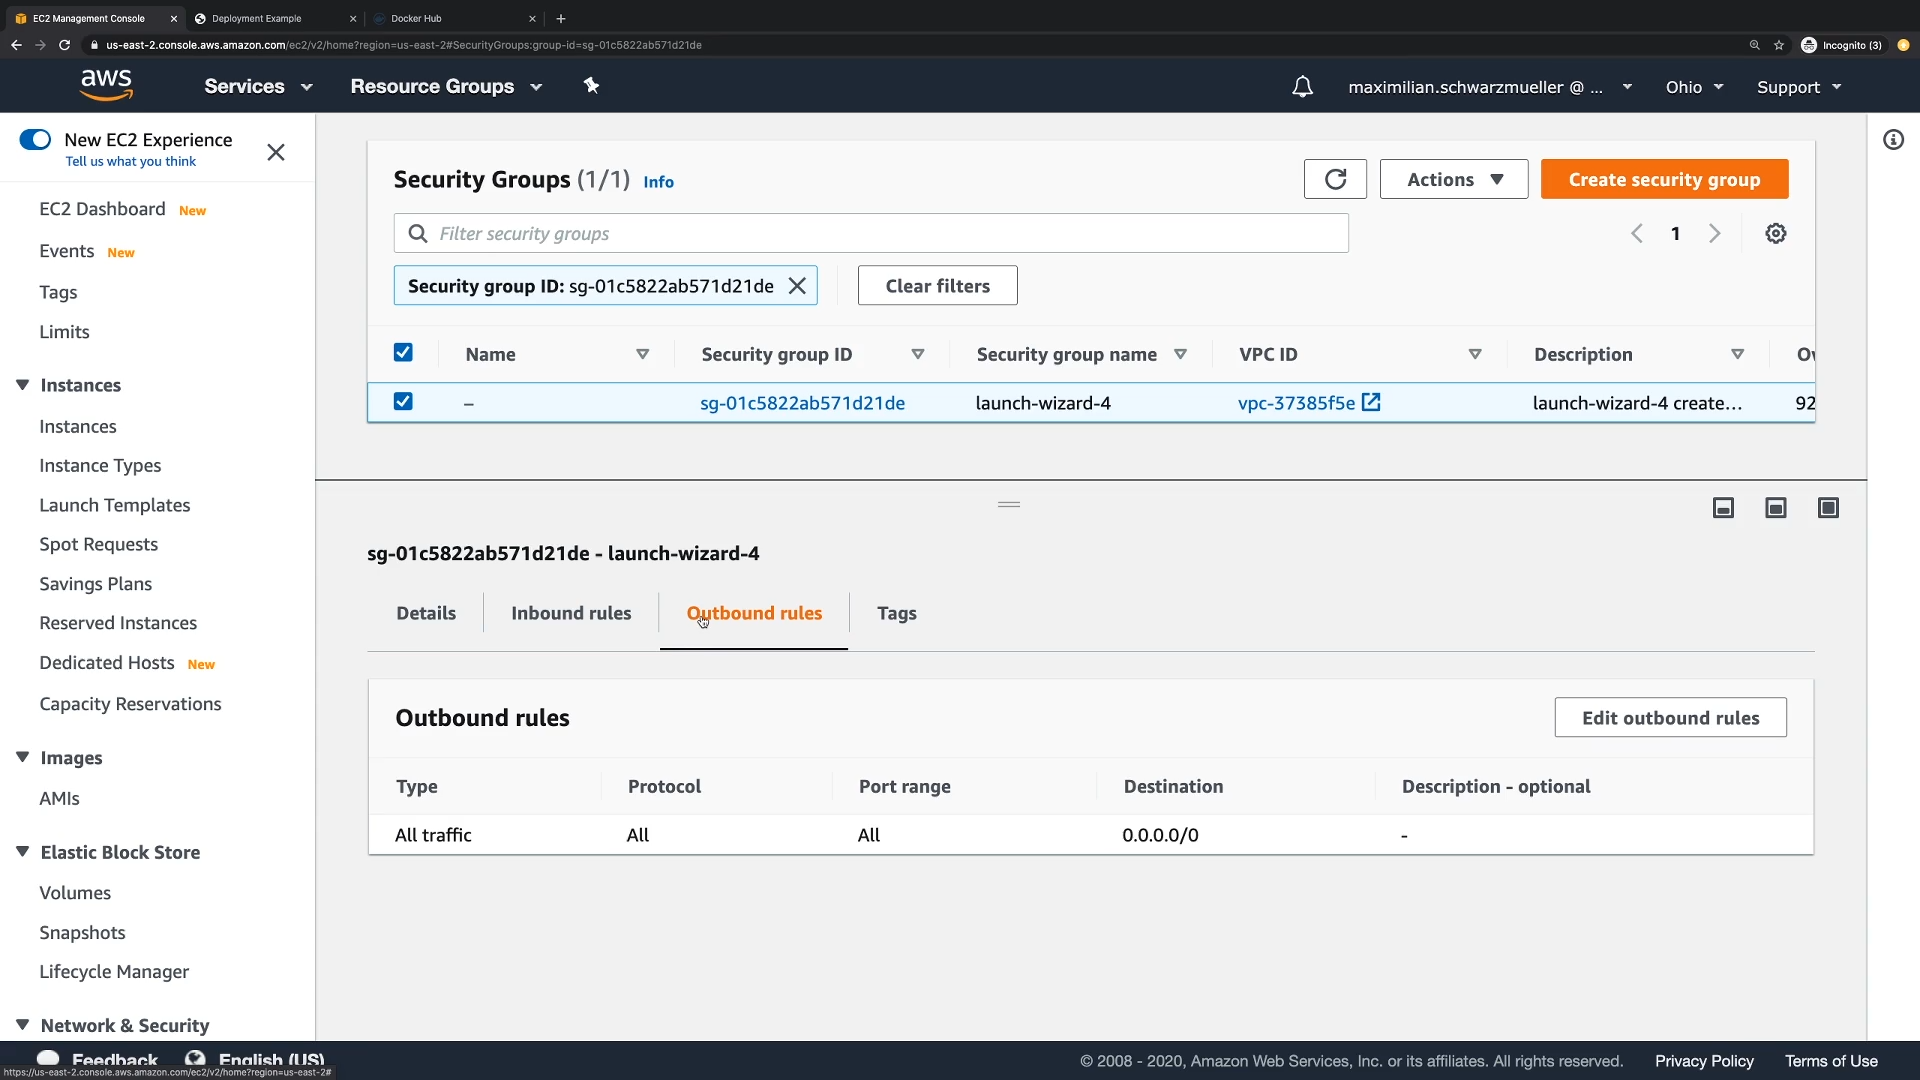 EC2 Management Console
Deployment Example
Docker Hub
us-east-2.console.aws.amazon.com/ec2/v2/home?region=us-east-2#SecurityGroups:group-id=sg-01c5822ab571d21de
Incognito (3)
aws
Services
Resource Groups
maximilian.schwarzmueller @ ...
Ohio
Support
New EC2 Experience
Tell us what you think
EC2 Dashboard New
Events New
Tags
Limits
Instances
Instances
Instance Types
Launch Templates
Spot Requests
Savings Plans
Reserved Instances
Dedicated Hosts New
Capacity Reservations
Images
AMIs
Elastic Block Store
Volumes
Snapshots
Lifecycle Manager
Network & Security
Security Groups (1/1) Info
Actions
Create security group
Filter security groups
1
Security group ID: sg-01c5822ab571d21de
Clear filters
Name Security group ID Security group name VPC ID Description Ov
– sg-01c5822ab571d21de launch-wizard-4 vpc-37385f5e launch-wizard-4 create... 92
sg-01c5822ab571d21de - launch-wizard-4
Details Inbound rules Outbound rules Tags
Outbound rules
Edit outbound rules
Type Protocol Port range Destination Description - optional
All traffic All All 0.0.0.0/0 -
Feedback English (US)
© 2008 - 2020, Amazon Web Services, Inc. or its affiliates. All rights reserved. Privacy Policy Terms of Use
https://us-east-2.console.aws.amazon.com/ec2/v2/home?region=us-east-2#